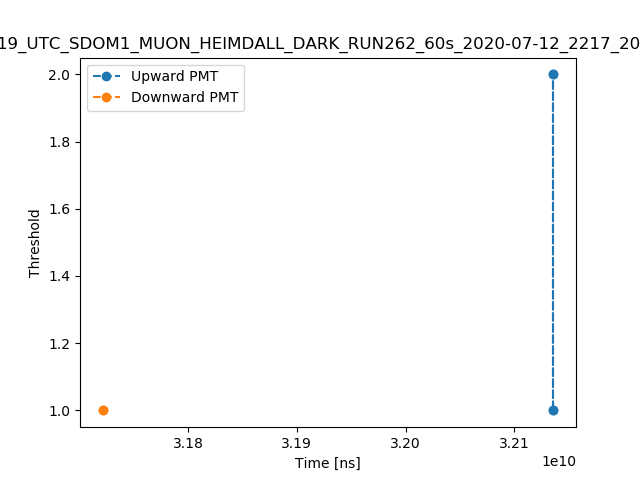 19_UTC_SDOM1_MUON_HEIMDALL_DARK_RUN262_60s_2020-07-12_2217_20
Upward PMT
Downward PMT
2.0
1.8
1.6
1.4
1.2
1.0
Threshold
3.18
3.19
3.20
3.21
1e10
Time [ns]